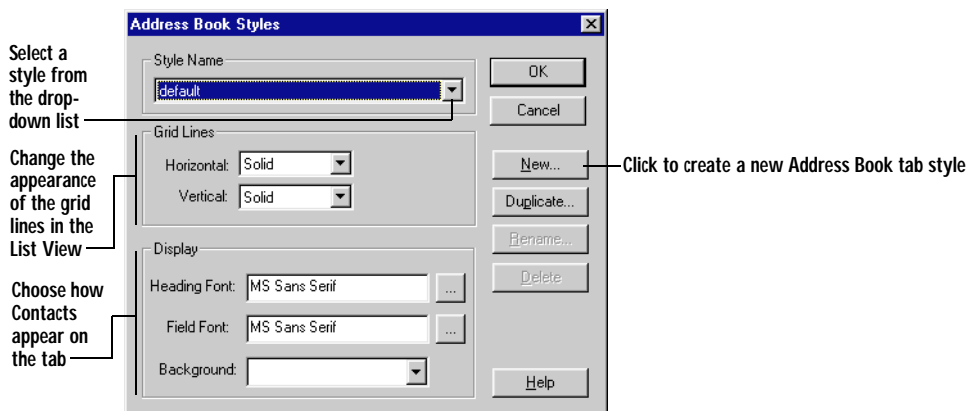 Address Book Styles
Select a
style from
the drop-
down list
Style Name
default
OK
Cancel
Change the
appearance
of the grid
lines in the
List View
Grid Lines
Horizontal: Solid
Vertical: Solid
New...
Click to create a new Address Book tab style
Duplicate...
Rename...
Delete
Choose how
Contacts
appear on
the tab
Display
Heading Font: MS Sans Serif ...
Field Font: MS Sans Serif ...
Background:
Help